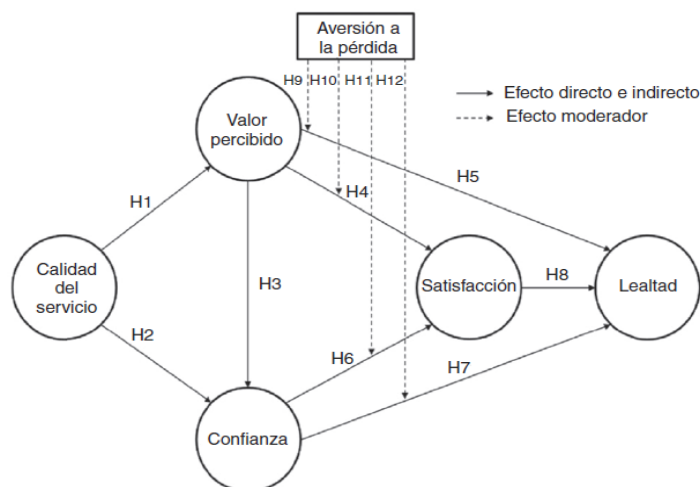 Aversión a
la pérdida
H9 H10 H11 H12
Efecto directo e indirecto
Efecto moderador
Valor
percibido
H5
H4
H1
Calidad
del
servicio
H3
Satisfacción
H8
Lealtad
H2
H6
H7
Confianza